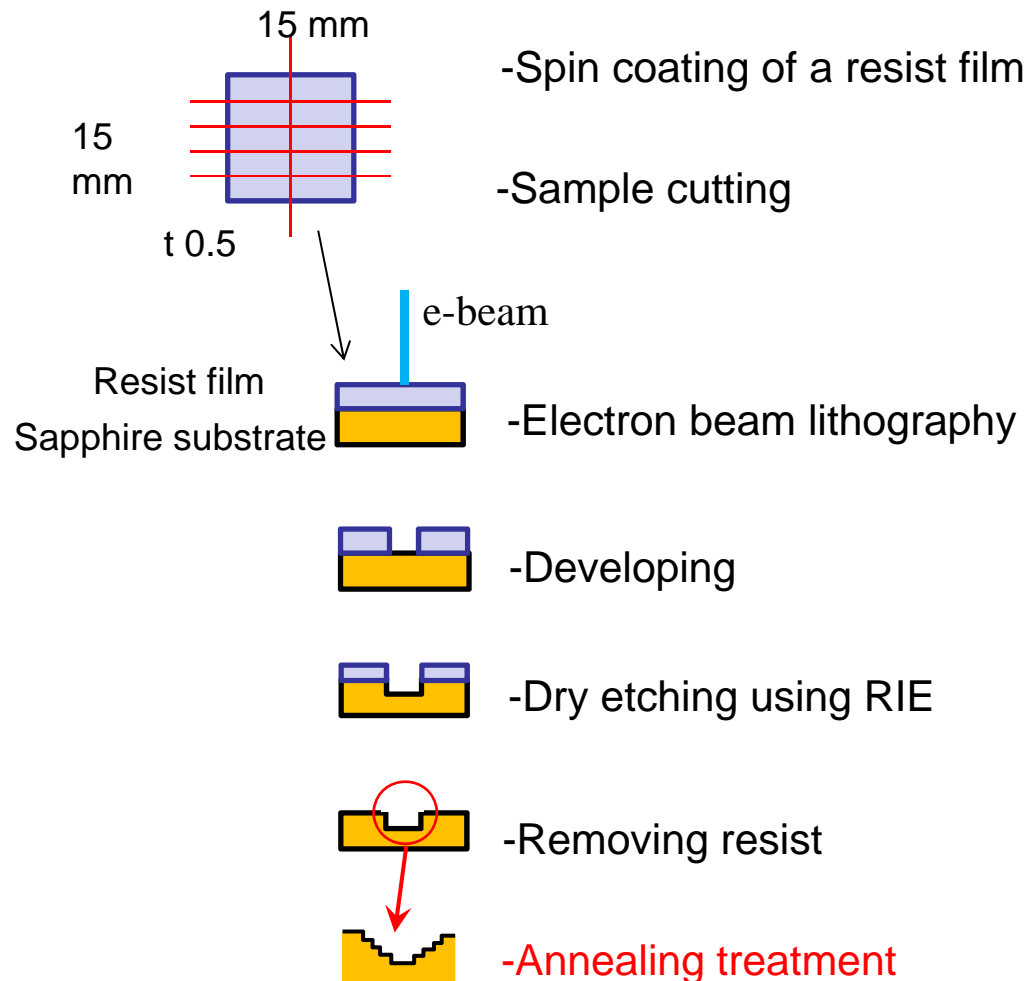 15 mm
-Spin coating of a resist film
15
mm
-Sample cutting
t 0.5
e-beam
Resist film
Sapphire substrate
-Electron beam lithography
-Developing
-Dry etching using RIE
-Removing resist
-Annealing treatment